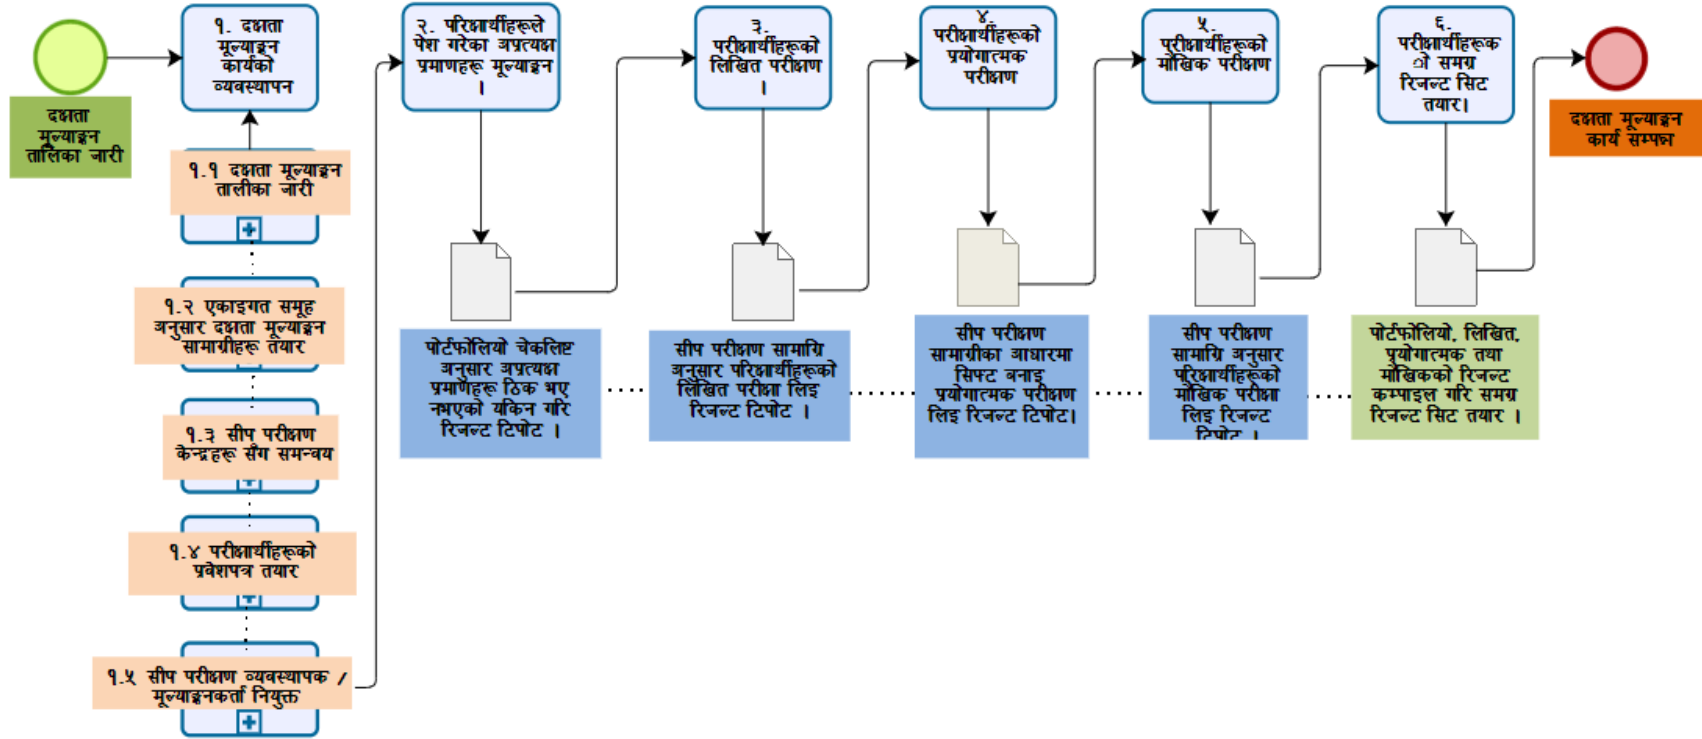 दक्षता
मूल्याङ्कन
तालिका जारी
१. दक्षता
मूल्याङ्कन
कार्यको
व्यवस्थापन
१.१ दक्षता मूल्याङ्कन
तालीका जारी
१.२ एकाइगत समूह
अनुसार दक्षता मूल्याङ्कन
सामाग्रीहरू तयार
१.३ सीप परीक्षण
केन्द्रहरू सँग समन्वय
१.४ परीक्षार्थीहरूको
प्रवेशपत्र तयार
१.५ सीप परीक्षण व्यवस्थापक /
मूल्याङ्कनकर्ता नियुक्त
२. परिक्षार्थीहरूले
पेश गरेका अप्रत्यक्ष
प्रमाणहरू मूल्याङ्कन
।
पोर्टफोलियो चेकलिष्ट
अनुसार अप्रत्यक्ष
प्रमाणहरू ठिक भए
नभएको यकिन गरि
रिजल्ट टिपोट ।
३.
परीक्षार्थीहरूको
लिखित परीक्षण
।
सीप परीक्षण सामाग्रि
अनुसार परिक्षार्थीहरूको
लिखित परीक्षा लिइ
रिजल्ट टिपोट ।
४.
परीक्षार्थीहरूको
प्रयोगात्मक
परीक्षण
सीप परीक्षण
सामाग्रीका आधारमा
सिफ्ट बनाइ
प्रयोगात्मक परीक्षण
लिइ रिजल्ट टिपोट।
५.
परीक्षार्थीहरूको
मौखिक परीक्षण
सीप परीक्षण
सामाग्रि अनुसार
परिक्षार्थीहरूको
मौखिक परीक्षा
लिइ रिजल्ट
टिपोट ।
६.
परीक्षार्थीहरूक
ो समग्र
रिजल्ट सिट
तयार।
पोर्टफोलियो, लिखित,
प्रयोगात्मक तथा
मौखिकको रिजल्ट
कम्पाइल गरि समग्र
रिजल्ट सिट तयार ।
दक्षता मूल्याङ्कन
कार्य सम्पन्न